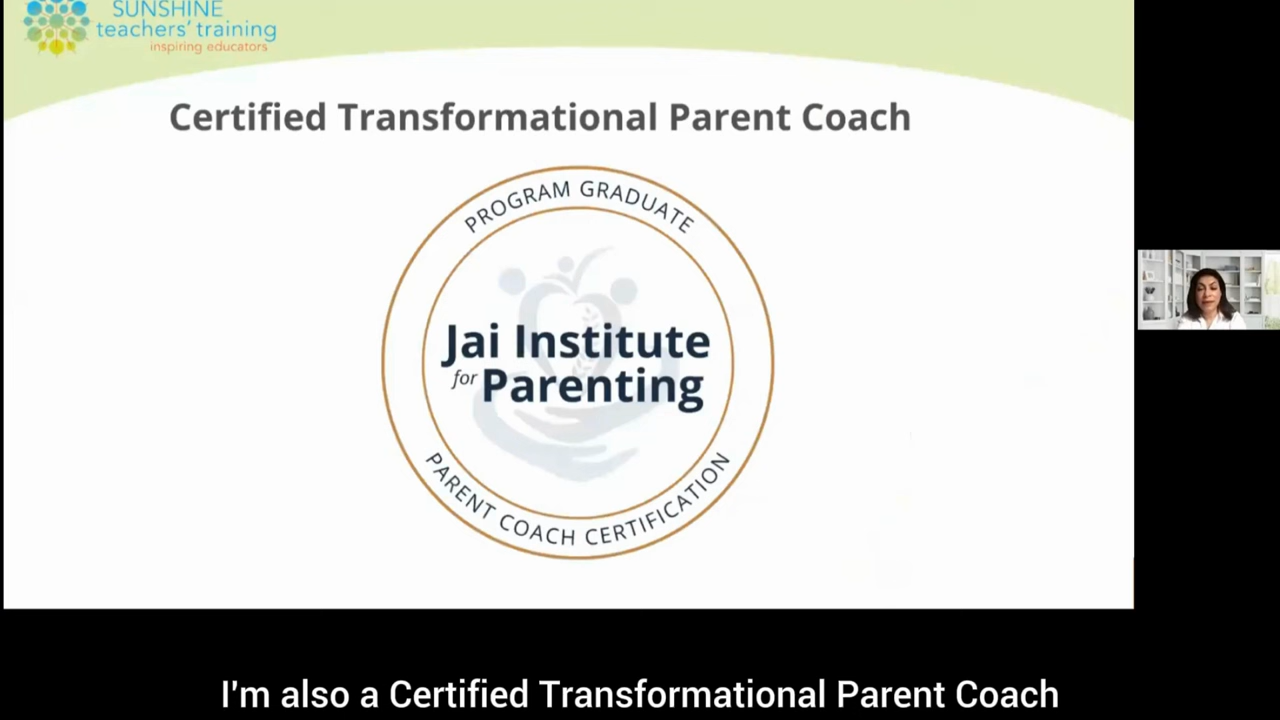 SUNSHINE
teachers' training
inspiring educators
Certified Transformational Parent Coach
PROGRAM GRADUATE
Jai Institute
for Parenting
PARENT COACH CERTIFICATION
I'm also a Certified Transformational Parent Coach